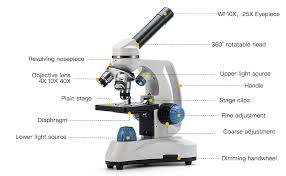 WF10X, 25X Eyepiece
360° rotatable head
Revolving nosepiece
Objective lens
4X 10X 40X
Upper light source
Handle
Plain stage
Stage clips
Diaphragm
Fine adjustment
Lower light source
Coarse adjustment
Dimming handwheel